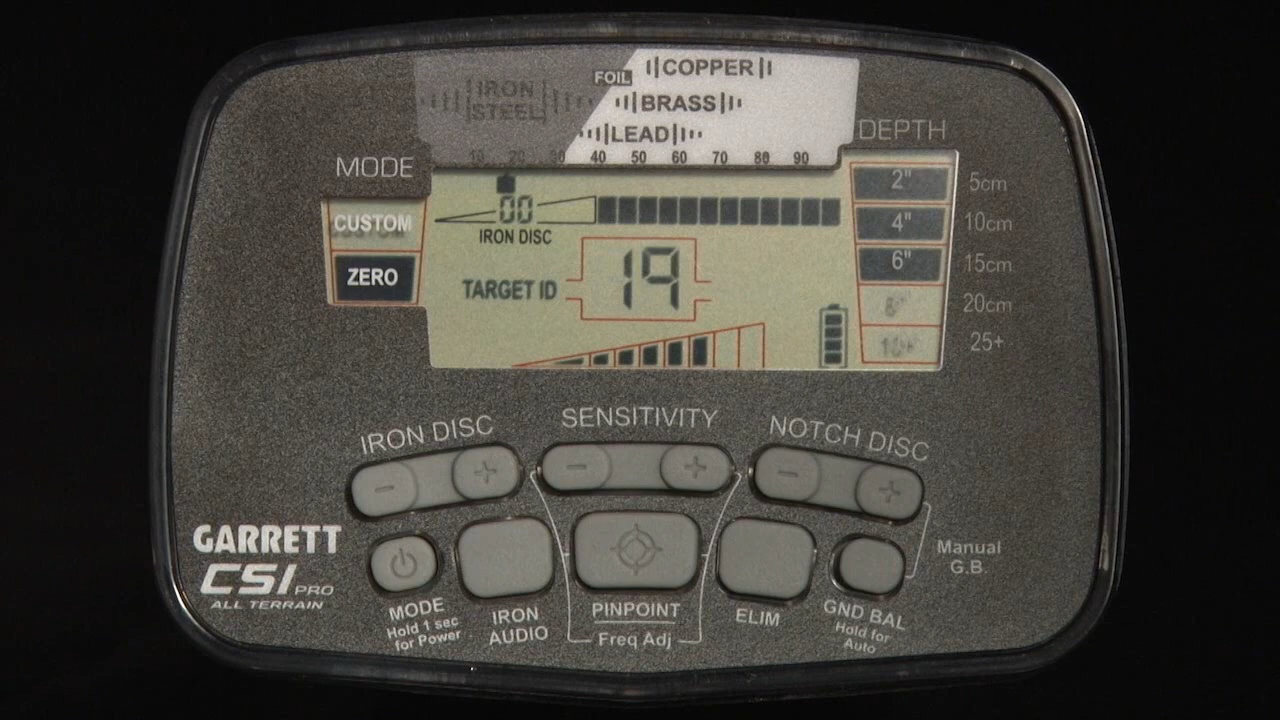 FOIL
COPPER
IRON
STEEL
BRASS
LEAD
DEPTH
10 20 30 40 50 60 70 80 90
MODE
2" 5cm
CUSTOM
00
4" 10cm
IRON DISC
6" 15cm
ZERO
TARGET ID
19
8" 20cm
10+ 25+
IRON DISC
SENSITIVITY
NOTCH DISC
- +
- +
- +
GARRETT
CSI PRO
ALL TERRAIN
Manual
G.B.
MODE
Hold 1 sec
for Power
IRON
AUDIO
PINPOINT
Freq Adj
ELIM
GND BAL
Hold for
Auto